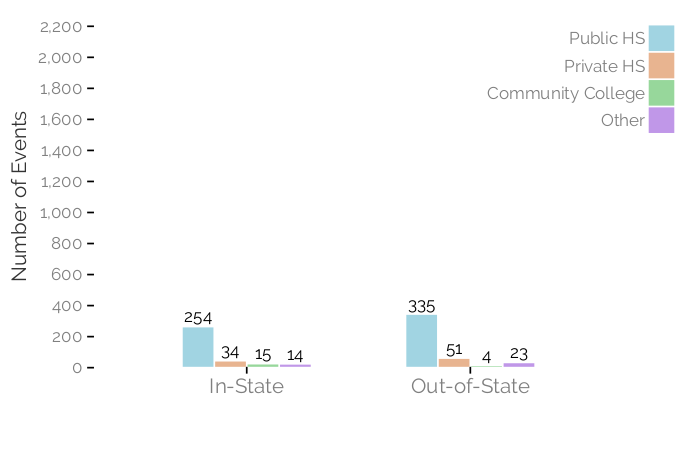 Number of Events
2,200
2,000
1,800
1,600
1,400
1,200
1,000
800
600
400
200
0
Public HS
Private HS
Community College
Other
254
34
15
14
335
51
4
23
In-State
Out-of-State